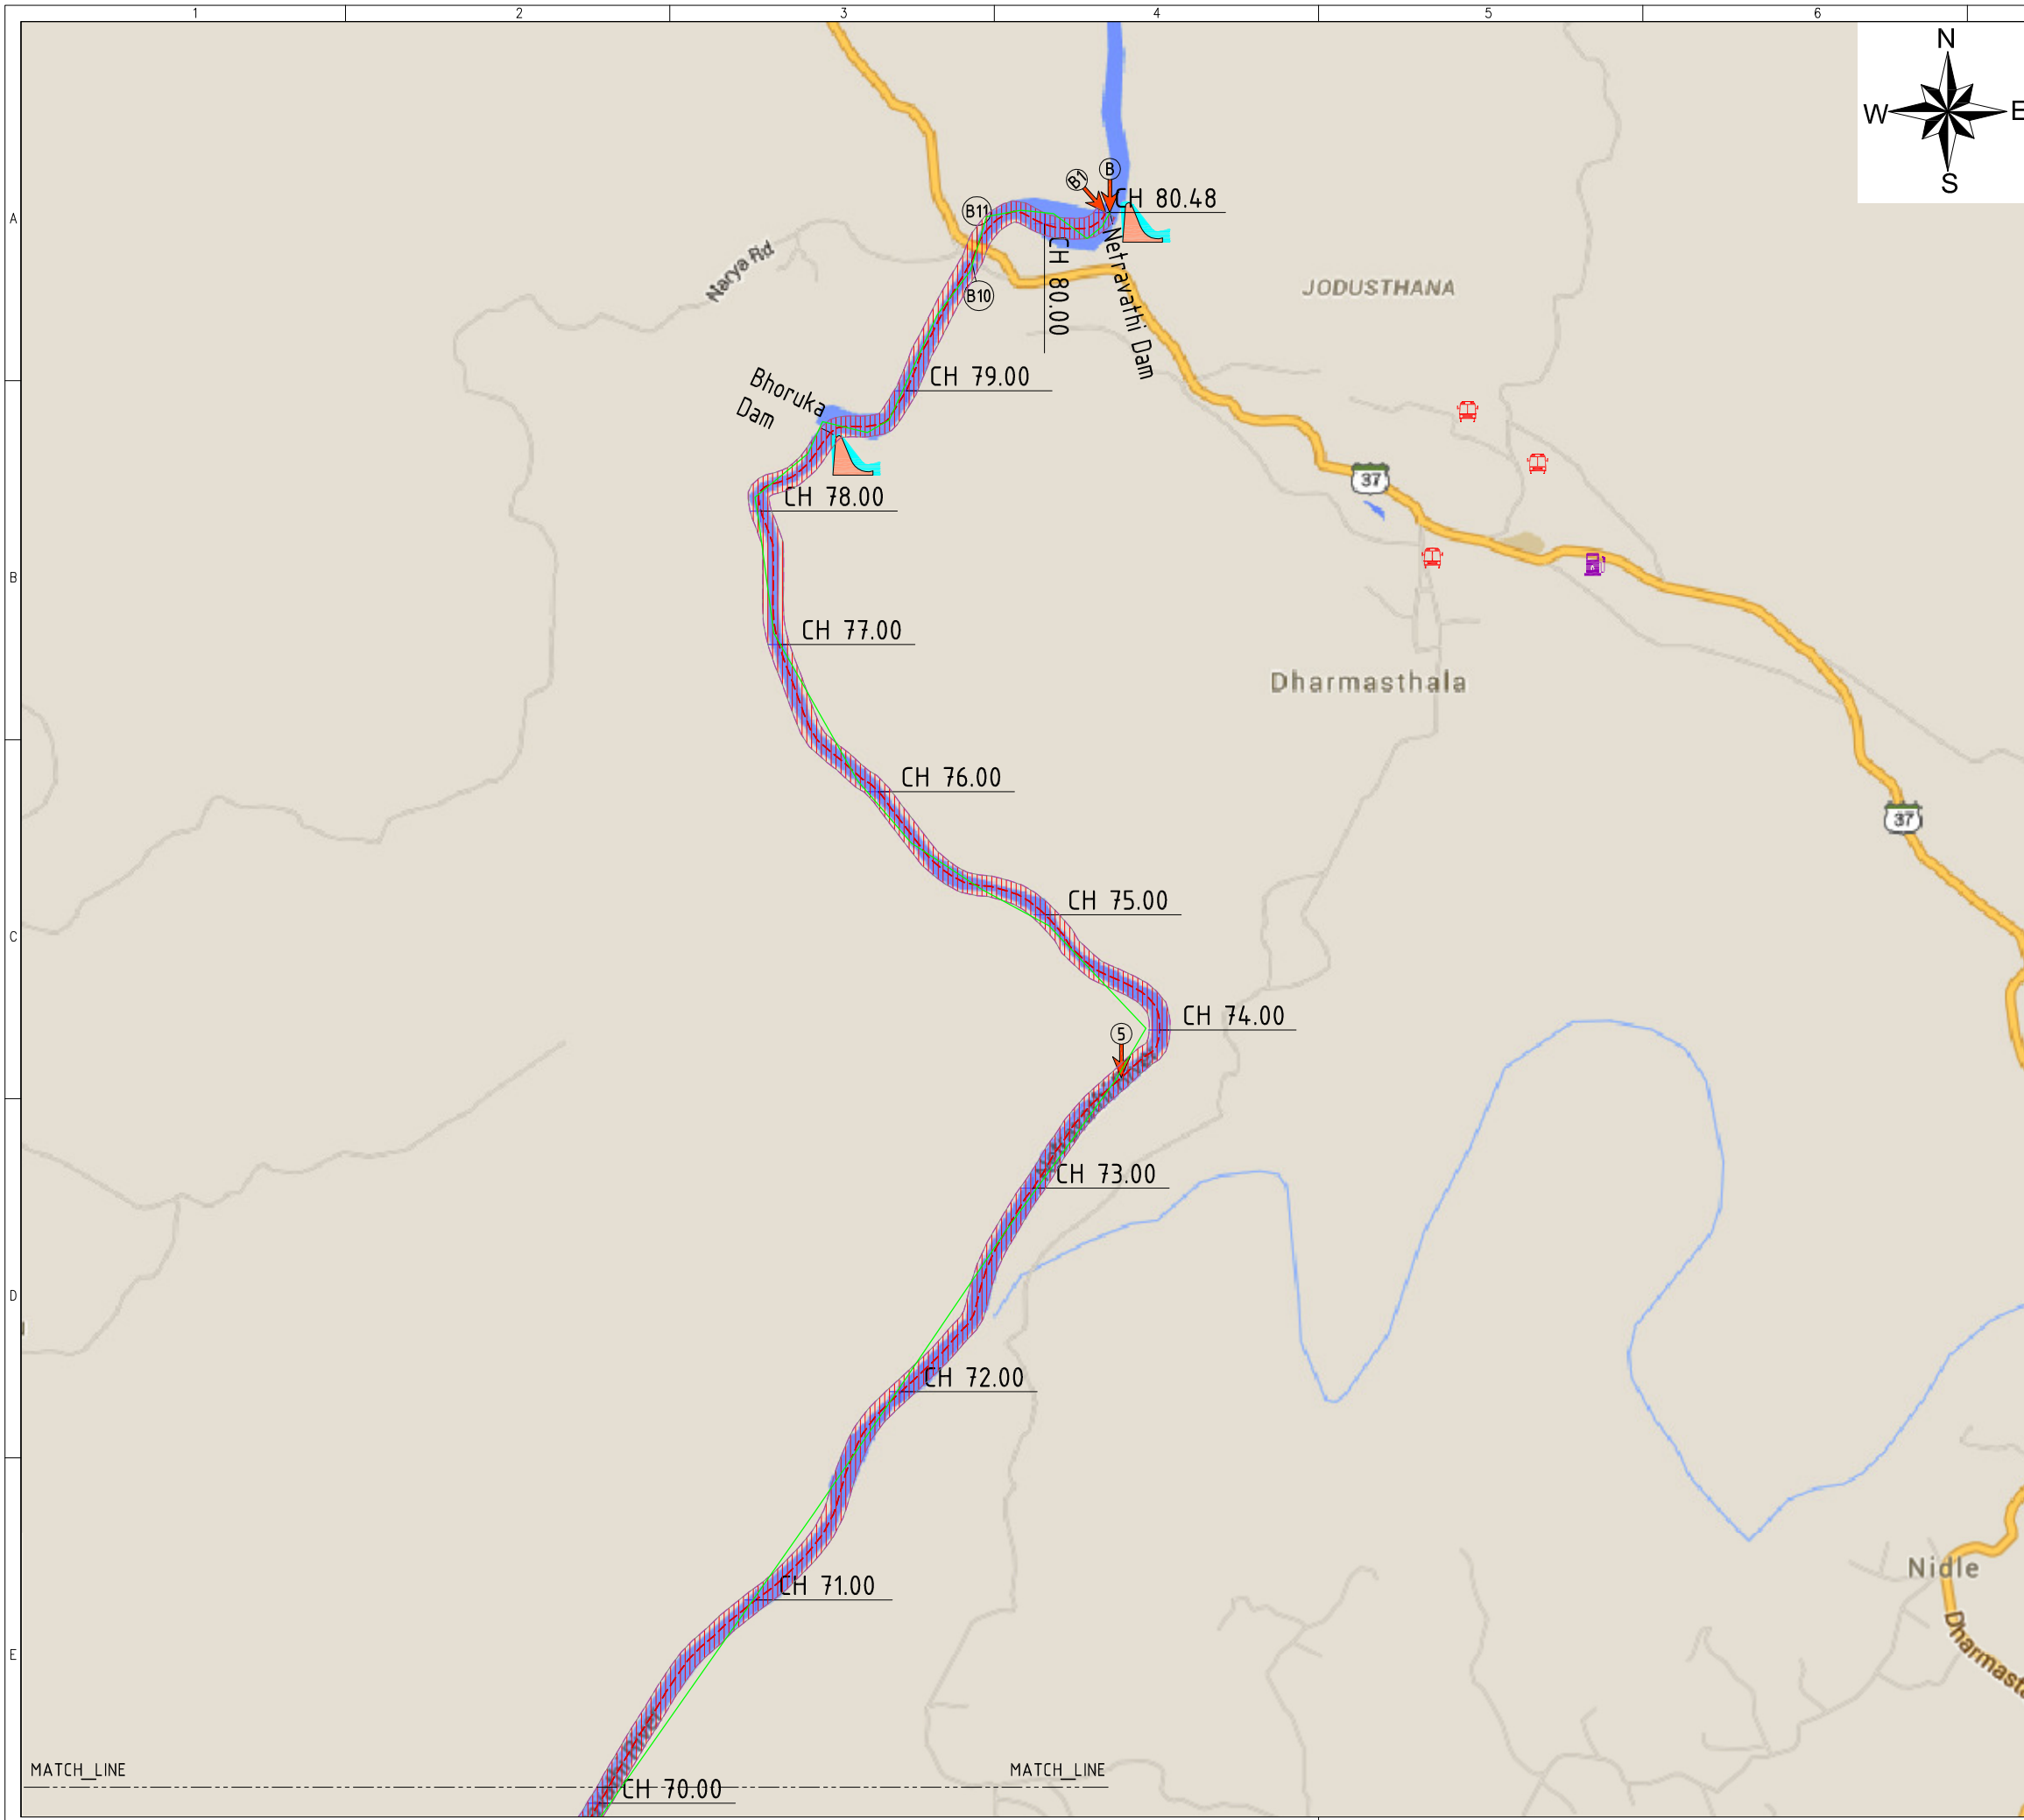 1
2
3
4
5
6
N
W
E
S
A
B1
B
CH 80.48
B11
Narya Rd
CH 80.00
Netravathi Dam
JODUSTHANA
B10
CH 79.00
Bhoruka
Dam
37
CH 78.00
B
CH 77.00
Dharmasthala
CH 76.00
37
CH 75.00
C
CH 74.00
5
CH 73.00
D
CH 72.00
Nidle
CH 71.00
Dharmasta
E
MATCH_LINE
MATCH_LINE
CH 70.00